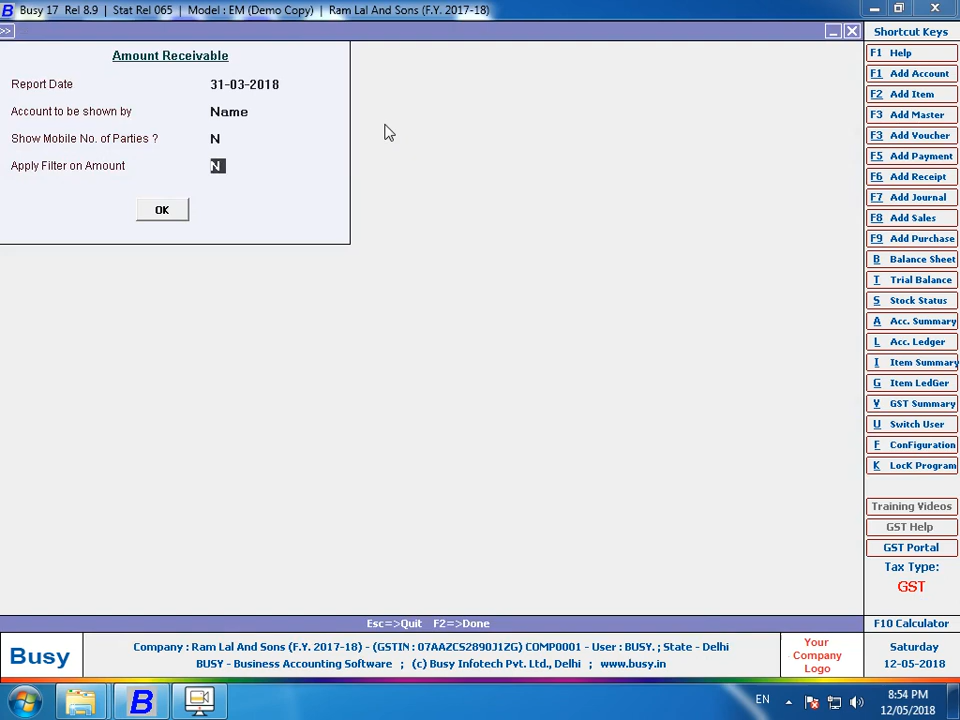 Busy 17 Rel 8.9 | Stat Rel 065 | Model : EM (Demo Copy) | Ram Lal And Sons (F.Y. 2017-18)
>>
Amount Receivable
Report Date 31-03-2018
Account to be shown by Name
Show Mobile No. of Parties ? N
Apply Filter on Amount N
OK
Shortcut Keys
F1 Help
F1 Add Account
F2 Add Item
F3 Add Master
F3 Add Voucher
F5 Add Payment
F6 Add Receipt
F7 Add Journal
F8 Add Sales
F9 Add Purchase
B Balance Sheet
T Trial Balance
S Stock Status
A Acc. Summary
L Acc. Ledger
I Item Summary
G Item LedGer
Y GST Summary
U Switch User
F ConFiguration
K LocK Program
Training Videos
GST Help
GST Portal
Tax Type:
GST
Esc=>Quit F2=>Done
F10 Calculator
Busy
Company : Ram Lal And Sons (F.Y. 2017-18) - (GSTIN : 07AAZCS2890J1ZG) COMP0001 - User : BUSY. ; State - Delhi
BUSY - Business Accounting Software ; (c) Busy Infotech Pvt. Ltd., Delhi ; www.busy.in
Your
Company
Logo
Saturday
12-05-2018
B
EN
8:54 PM
12/05/2018